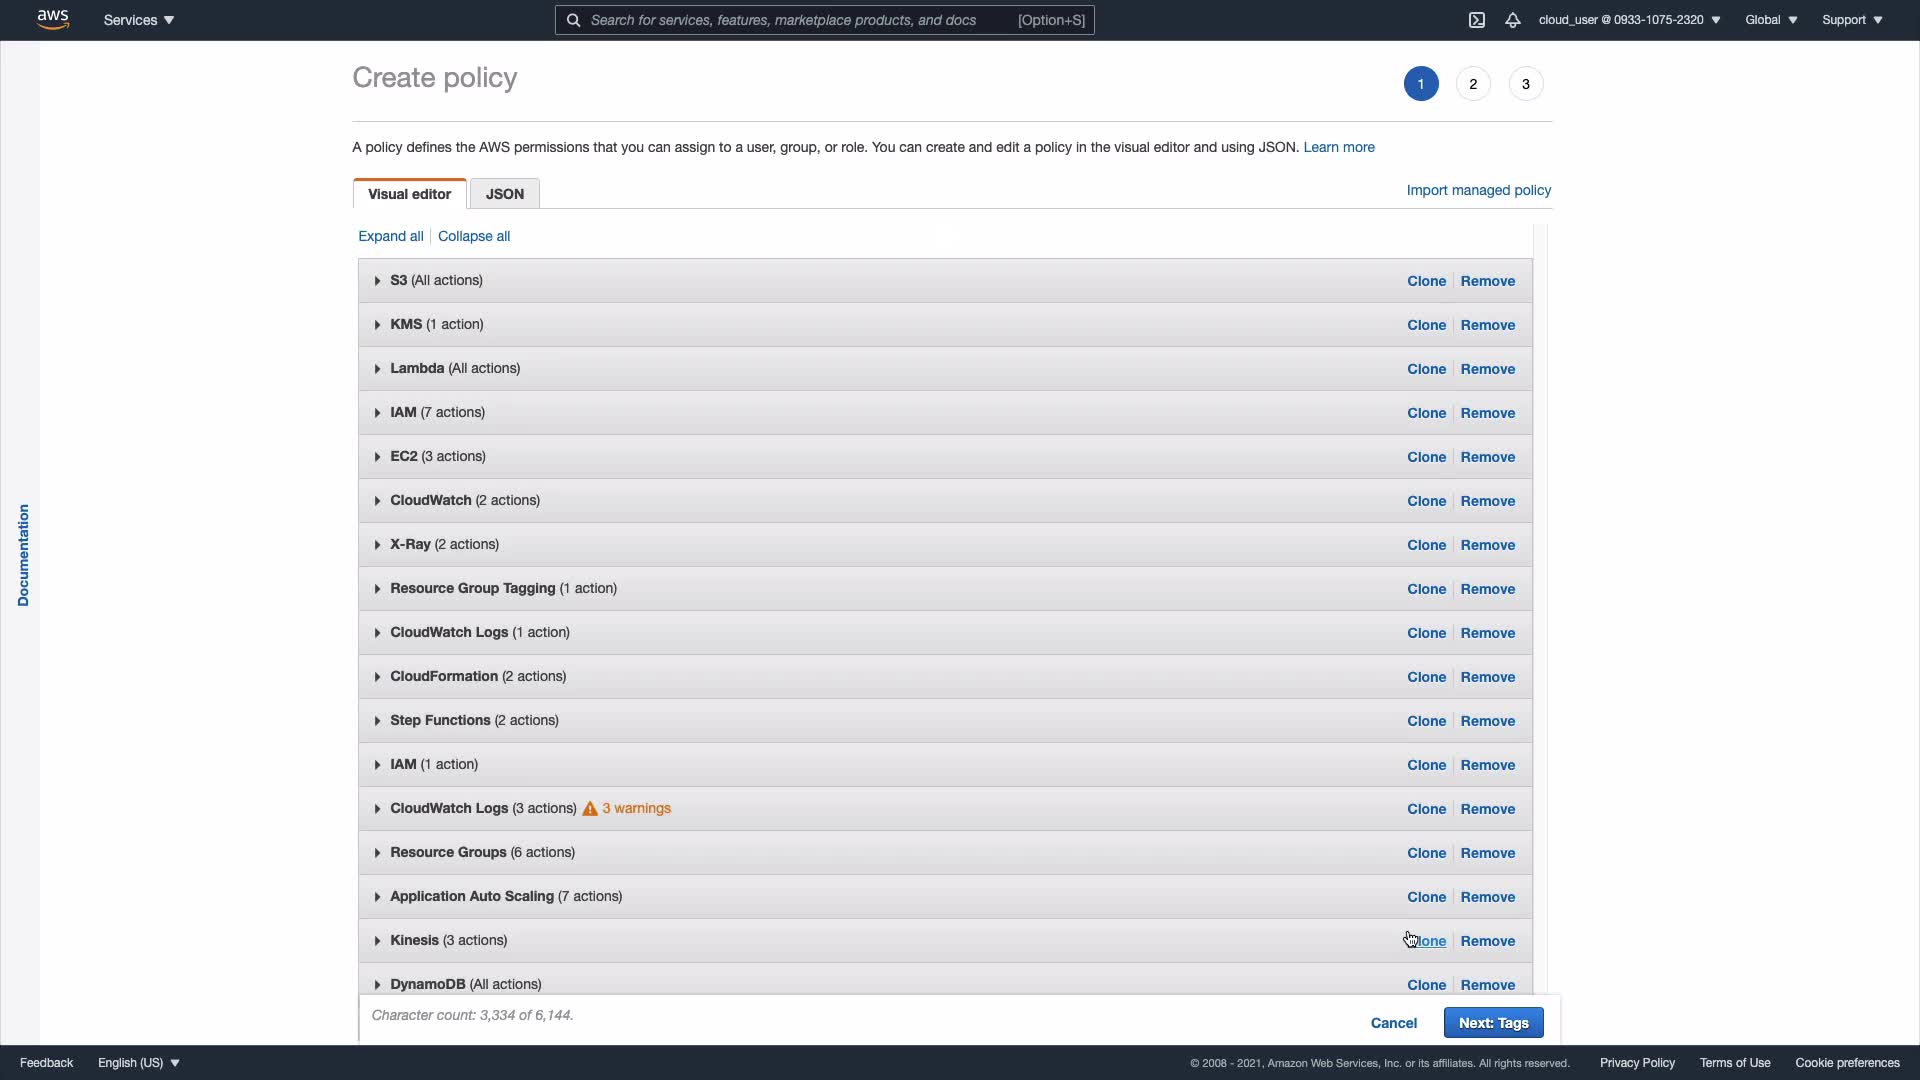 aws
Services
Search for services, features, marketplace products, and docs [Option+S]
cloud_user @ 0933-1075-2320
Global
Support
Create policy
1 2 3
A policy defines the AWS permissions that you can assign to a user, group, or role. You can create and edit a policy in the visual editor and using JSON. Learn more
Visual editor JSON
Import managed policy
Expand all Collapse all
S3 (All actions) Clone Remove
KMS (1 action) Clone Remove
Lambda (All actions) Clone Remove
IAM (7 actions) Clone Remove
EC2 (3 actions) Clone Remove
CloudWatch (2 actions) Clone Remove
X-Ray (2 actions) Clone Remove
Resource Group Tagging (1 action) Clone Remove
CloudWatch Logs (1 action) Clone Remove
CloudFormation (2 actions) Clone Remove
Step Functions (2 actions) Clone Remove
IAM (1 action) Clone Remove
CloudWatch Logs (3 actions) 3 warnings Clone Remove
Resource Groups (6 actions) Clone Remove
Application Auto Scaling (7 actions) Clone Remove
Kinesis (3 actions) Clone Remove
DynamoDB (All actions) Clone Remove
Documentation
Character count: 3,334 of 6,144.
Cancel Next: Tags
Feedback English (US)
© 2008 - 2021, Amazon Web Services, Inc. or its affiliates. All rights reserved. Privacy Policy Terms of Use Cookie preferences